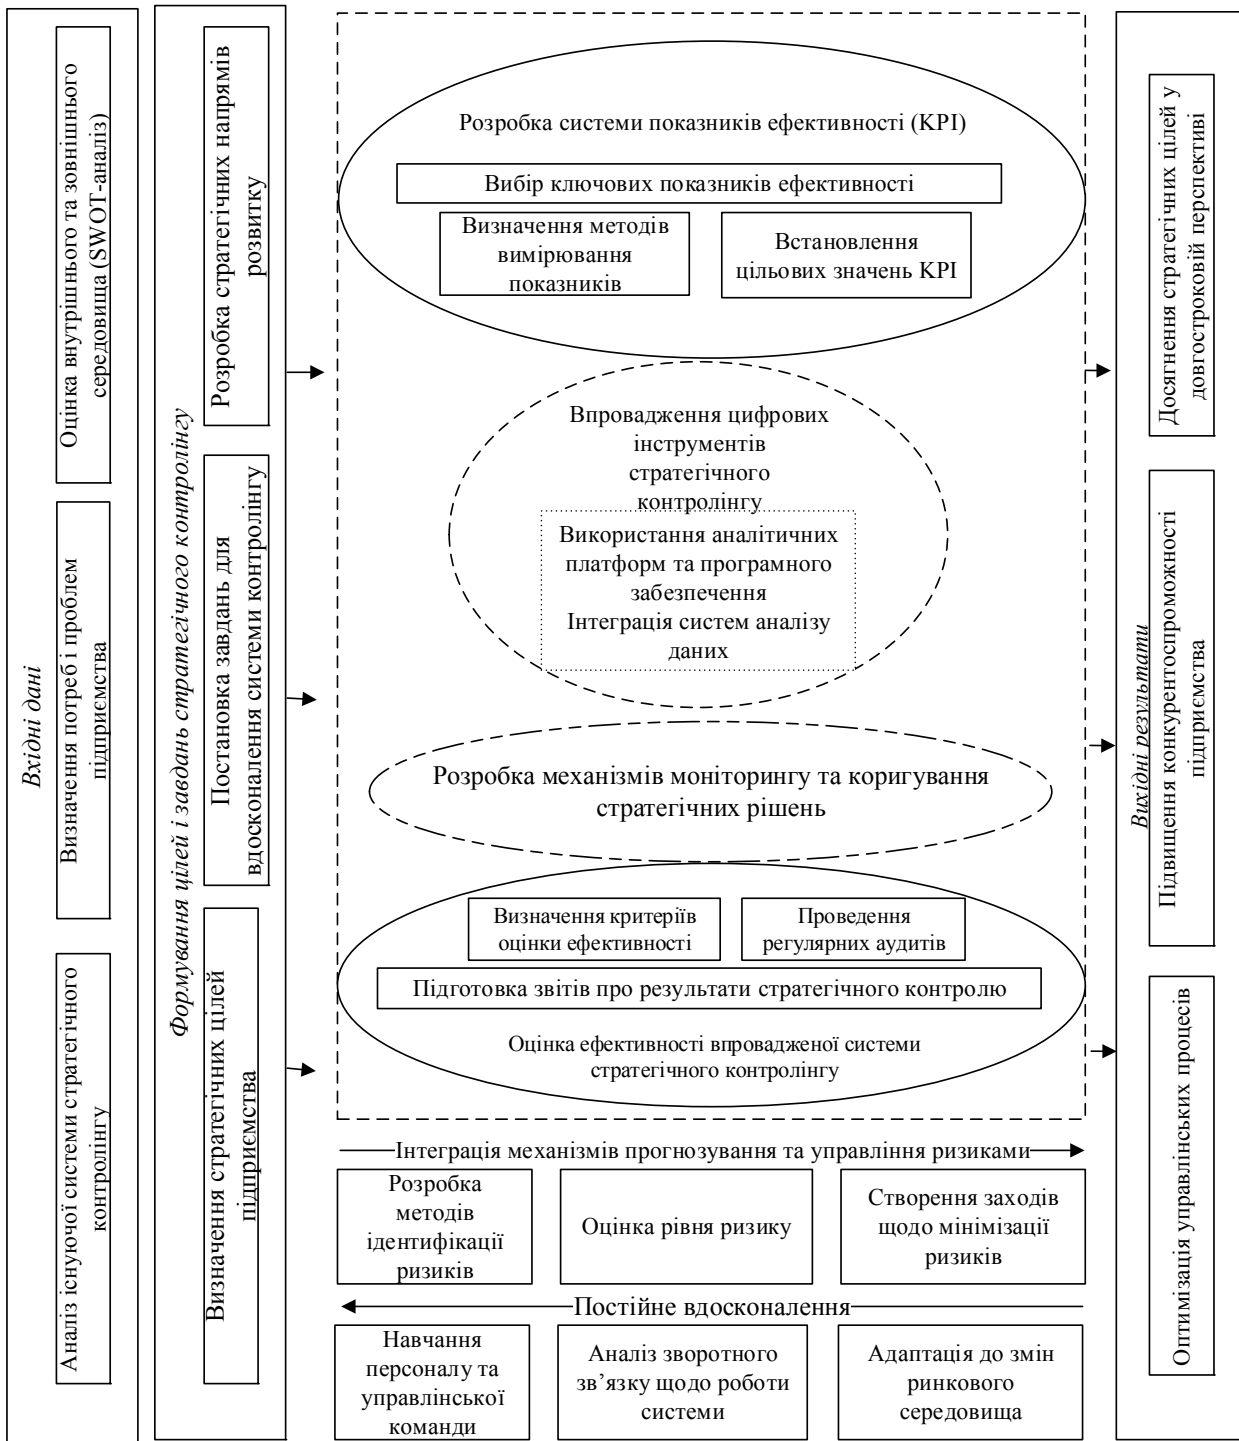 Вхідні дані
Оцінка внутрішнього та зовнішнього
середовища (SWOT-аналіз)
Визначення потреб і проблем
підприємства
Аналіз існуючої системи стратегічного
контролінгу
Формування цілей і завдань стратегічного контролінгу
Розробка стратегічних напрямів
розвитку
Постановка завдань для
вдосконалення системи контролінгу
Визначення стратегічних цілей
підприємства
Розробка системи показників ефективності (KPI)
Вибір ключових показників ефективності
Визначення методів
вимірювання
показників
Встановлення
цільових значень KPI
Впровадження цифрових
інструментів
стратегічного
контролінгу
Використання аналітичних
платформ та програмного
забезпечення
Інтеграція систем аналізу
даних
Розробка механізмів моніторингу та коригування
стратегічних рішень
Визначення критеріїв
оцінки ефективності
Проведення
регулярних аудитів
Підготовка звітів про результати стратегічного контролю
Оцінка ефективності впровадженої системи
стратегічного контролінгу
Інтеграція механізмів прогнозування та управління ризиками
Розробка
методів
ідентифікації
ризиків
Оцінка рівня ризику
Створення заходів
щодо мінімізації
ризиків
Постійне вдосконалення
Навчання
персоналу та
управлінської
команди
Аналіз зворотного
зв’язку щодо роботи
системи
Адаптація до змін
ринкового
середовища
Вихідні результати
Досягнення стратегічних цілей у
довгостроковій перспективі
Підвищення конкурентоспроможності
підприємства
Оптимізація управлінських процесів